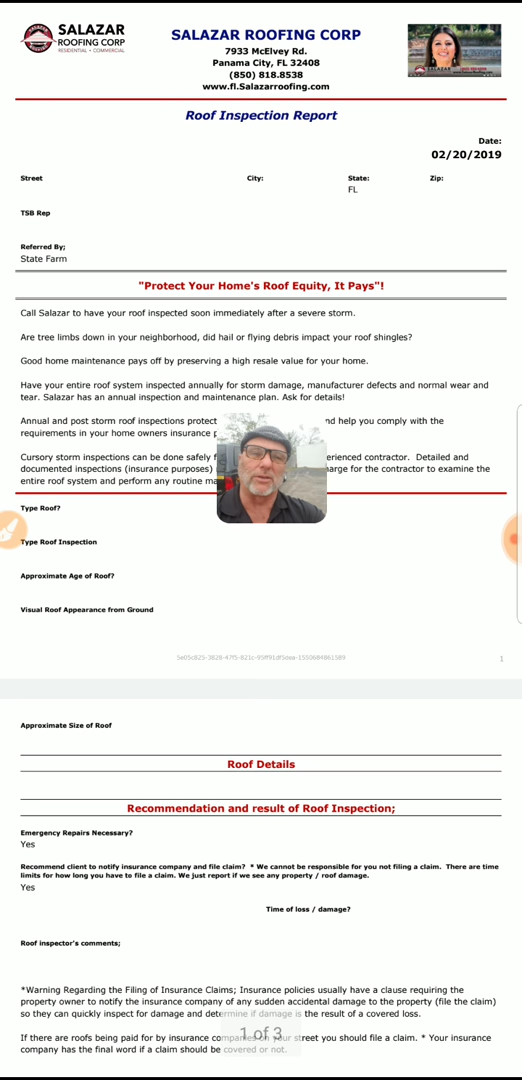 SALAZAR
ROOFING CORP
RESIDENTIAL • COMMERCIAL
SALAZAR ROOFING CORP
7933 McElvey Rd.
Panama City, FL 32408
(850) 818.8538
www.fl.Salazarroofing.com
Roof Inspection Report
Date:
02/20/2019
Street City: State: Zip:
FL
TSB Rep
Referred By;
State Farm
"Protect Your Home's Roof Equity, It Pays"!
Call Salazar to have your roof inspected soon immediately after a severe storm.
Are tree limbs down in your neighborhood, did hail or flying debris impact your roof shingles?
Good home maintenance pays off by preserving a high resale value for your home.
Have your entire roof system inspected annually for storm damage, manufacturer defects and normal wear and
tear. Salazar has an annual inspection and maintenance plan. Ask for details!
Annual and post storm roof inspections protect nd help you comply with the
requirements in your home owners insurance p
Cursory storm inspections can be done safely f erienced contractor. Detailed and
documented inspections (insurance purposes) harge for the contractor to examine the
entire roof system and perform any routine ma
Type Roof?
Type Roof Inspection
Approximate Age of Roof?
Visual Roof Appearance from Ground
1
Approximate Size of Roof
Roof Details
Recommendation and result of Roof Inspection;
Emergency Repairs Necessary?
Yes
Recommend client to notify insurance company and file claim? * We cannot be responsible for you not filing a claim. There are time
limits for how long you have to file a claim. We just report if we see any property / roof damage.
Yes
Time of loss / damage?
Roof inspector's comments;
*Warning Regarding the Filing of Insurance Claims; Insurance policies usually have a clause requiring the
property owner to notify the insurance company of any sudden accidental damage to the property (file the claim)
so they can quickly inspect for damage and determine if damage is the result of a covered loss.
If there are roofs being paid for by insurance companies on your street you should file a claim. * Your insurance
company has the final word if a claim should be covered or not.
1 of 3